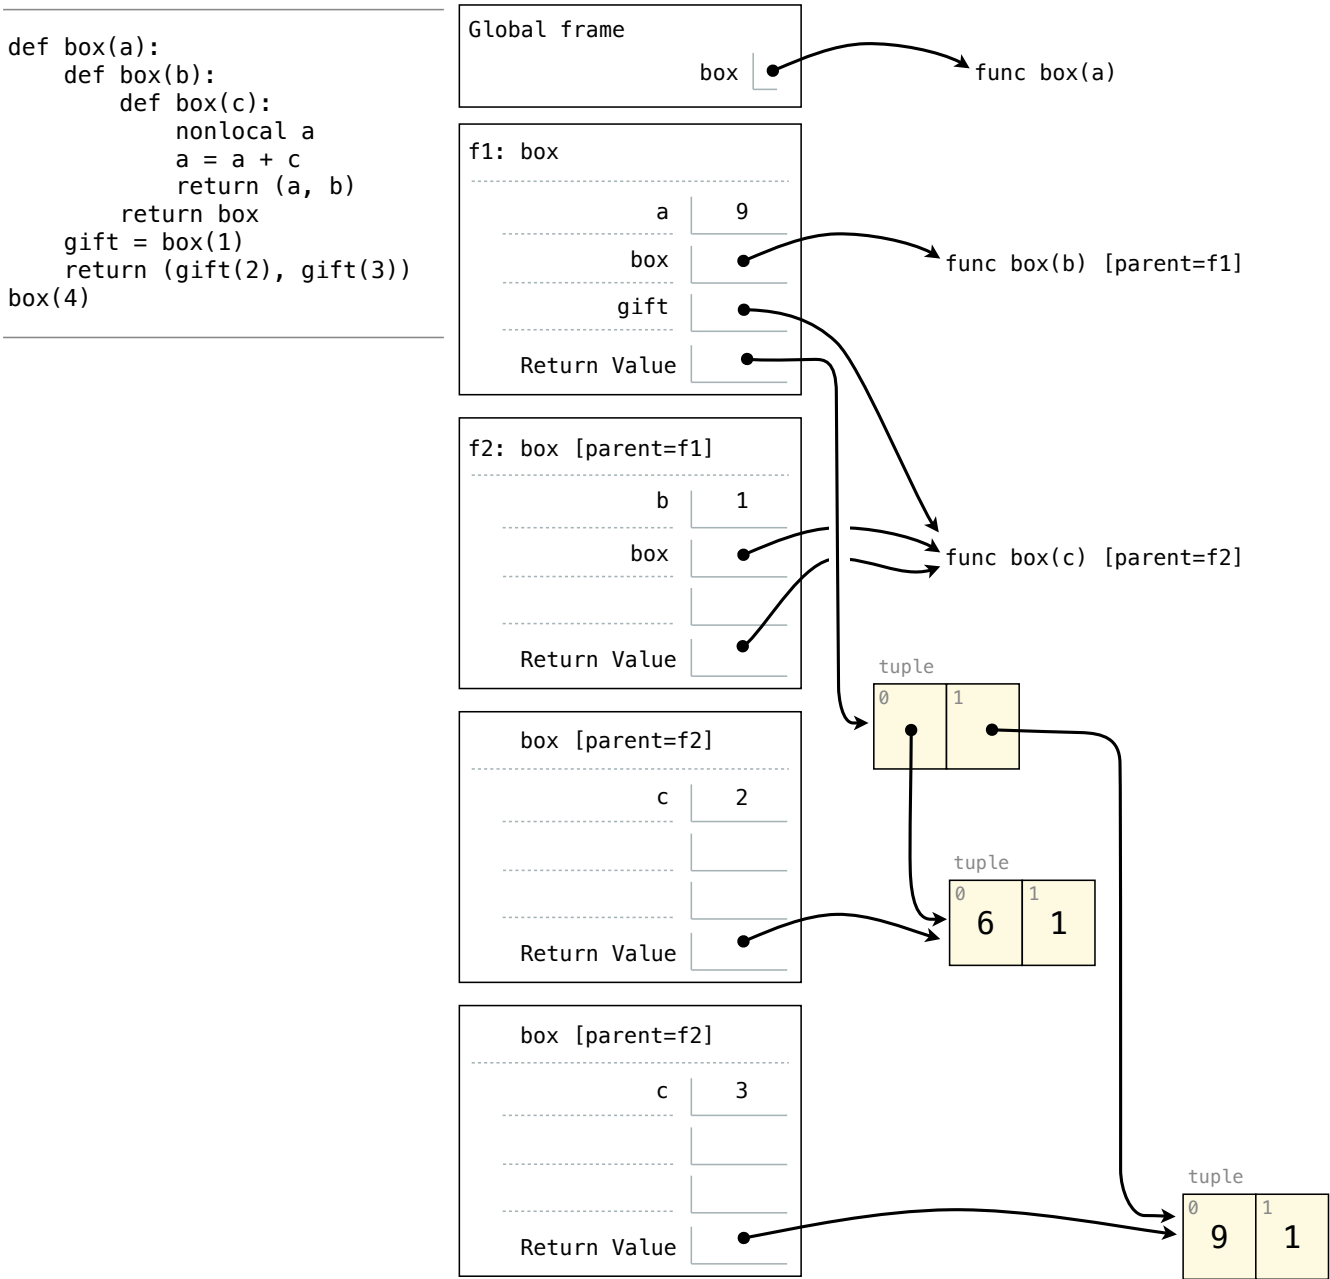 def box(a):
    def box(b):
        def box(c):
            nonlocal a
            a = a + c
            return (a, b)
        return box
    gift = box(1)
    return (gift(2), gift(3))
box(4)
Global frame
box
func box(a)
f1: box
a 9
box
func box(b) [parent=f1]
gift
Return Value
f2: box [parent=f1]
b 1
box
func box(c) [parent=f2]
Return Value
tuple
0 1
box [parent=f2]
c 2
tuple
0 1
6 1
Return Value
box [parent=f2]
c 3
tuple
0 1
9 1
Return Value